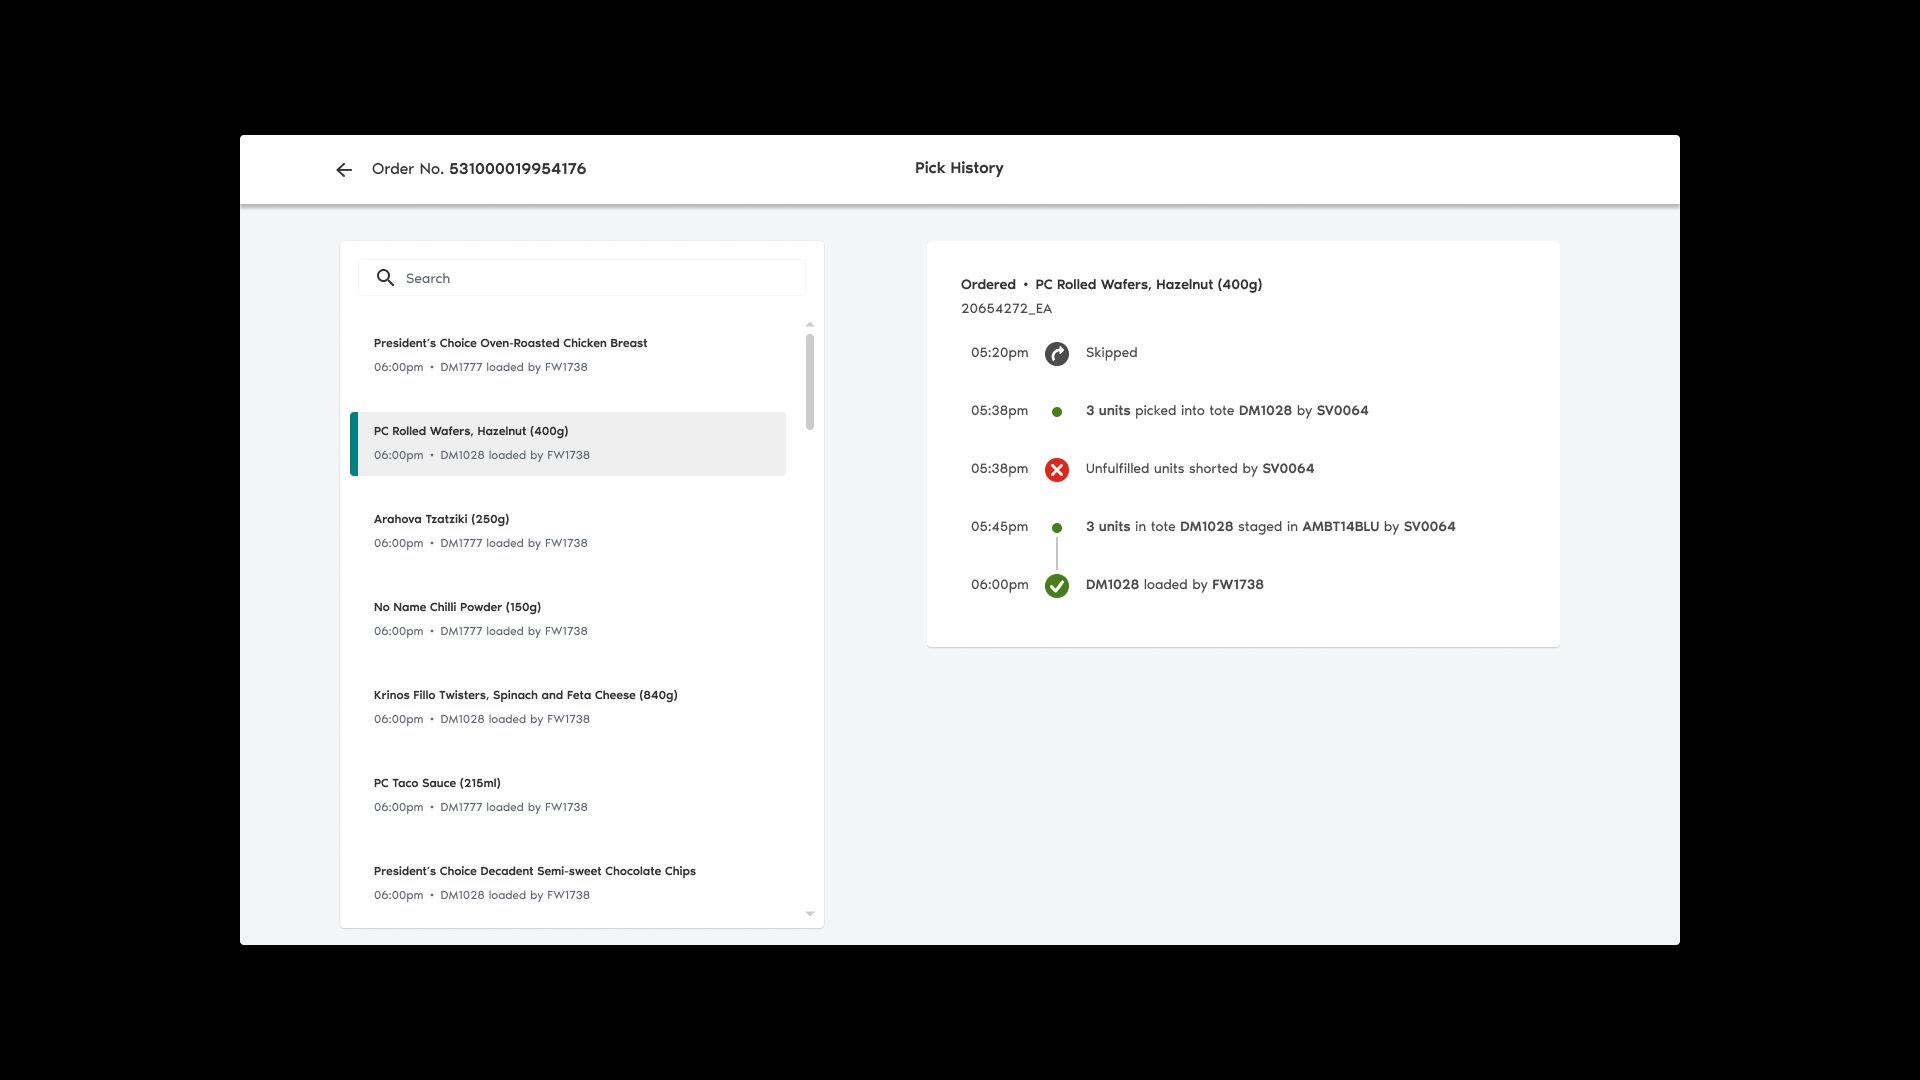 Order No. 531000019954176
Pick History
Search
President's Choice Oven-Roasted Chicken Breast
06:00pm • DM1777 loaded by FW1738
PC Rolled Wafers, Hazelnut (400g)
06:00pm • DM1028 loaded by FW1738
Arahova Tzatziki (250g)
06:00pm • DM1777 loaded by FW1738
No Name Chilli Powder (150g)
06:00pm • DM1777 loaded by FW1738
Krinos Fillo Twisters, Spinach and Feta Cheese (840g)
06:00pm • DM1028 loaded by FW1738
PC Taco Sauce (215ml)
06:00pm • DM1777 loaded by FW1738
President's Choice Decadent Semi-sweet Chocolate Chips
06:00pm • DM1028 loaded by FW1738
Ordered • PC Rolled Wafers, Hazelnut (400g)
20654272_EA
05:20pm Skipped
05:38pm 3 units picked into tote DM1028 by SV0064
05:38pm Unfulfilled units shorted by SV0064
05:45pm 3 units in tote DM1028 staged in AMBT14BLU by SV0064
06:00pm DM1028 loaded by FW1738